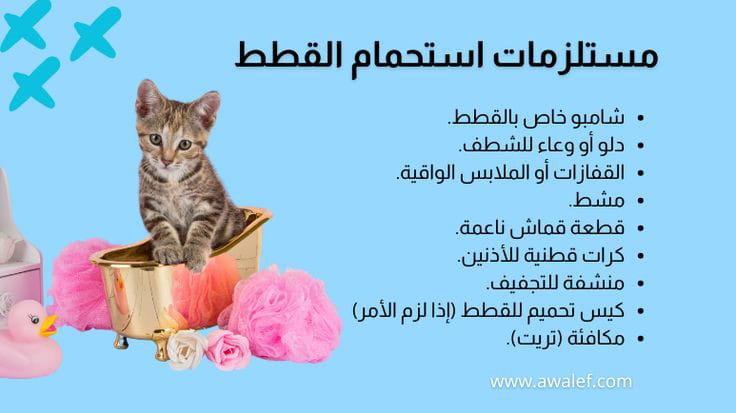 مستلزمات استحمام القطط
شامبو خاص بالقطط.
دلو أو وعاء للشطف.
القفازات أو الملابس الواقية.
مشط.
قطعة قماش ناعمة.
كرات قطنية للأذنين.
منشفة للتجفيف.
كيس تحميم للقطط (إذا لزم الأمر)
مكافئة (تريت).
www.awalef.com